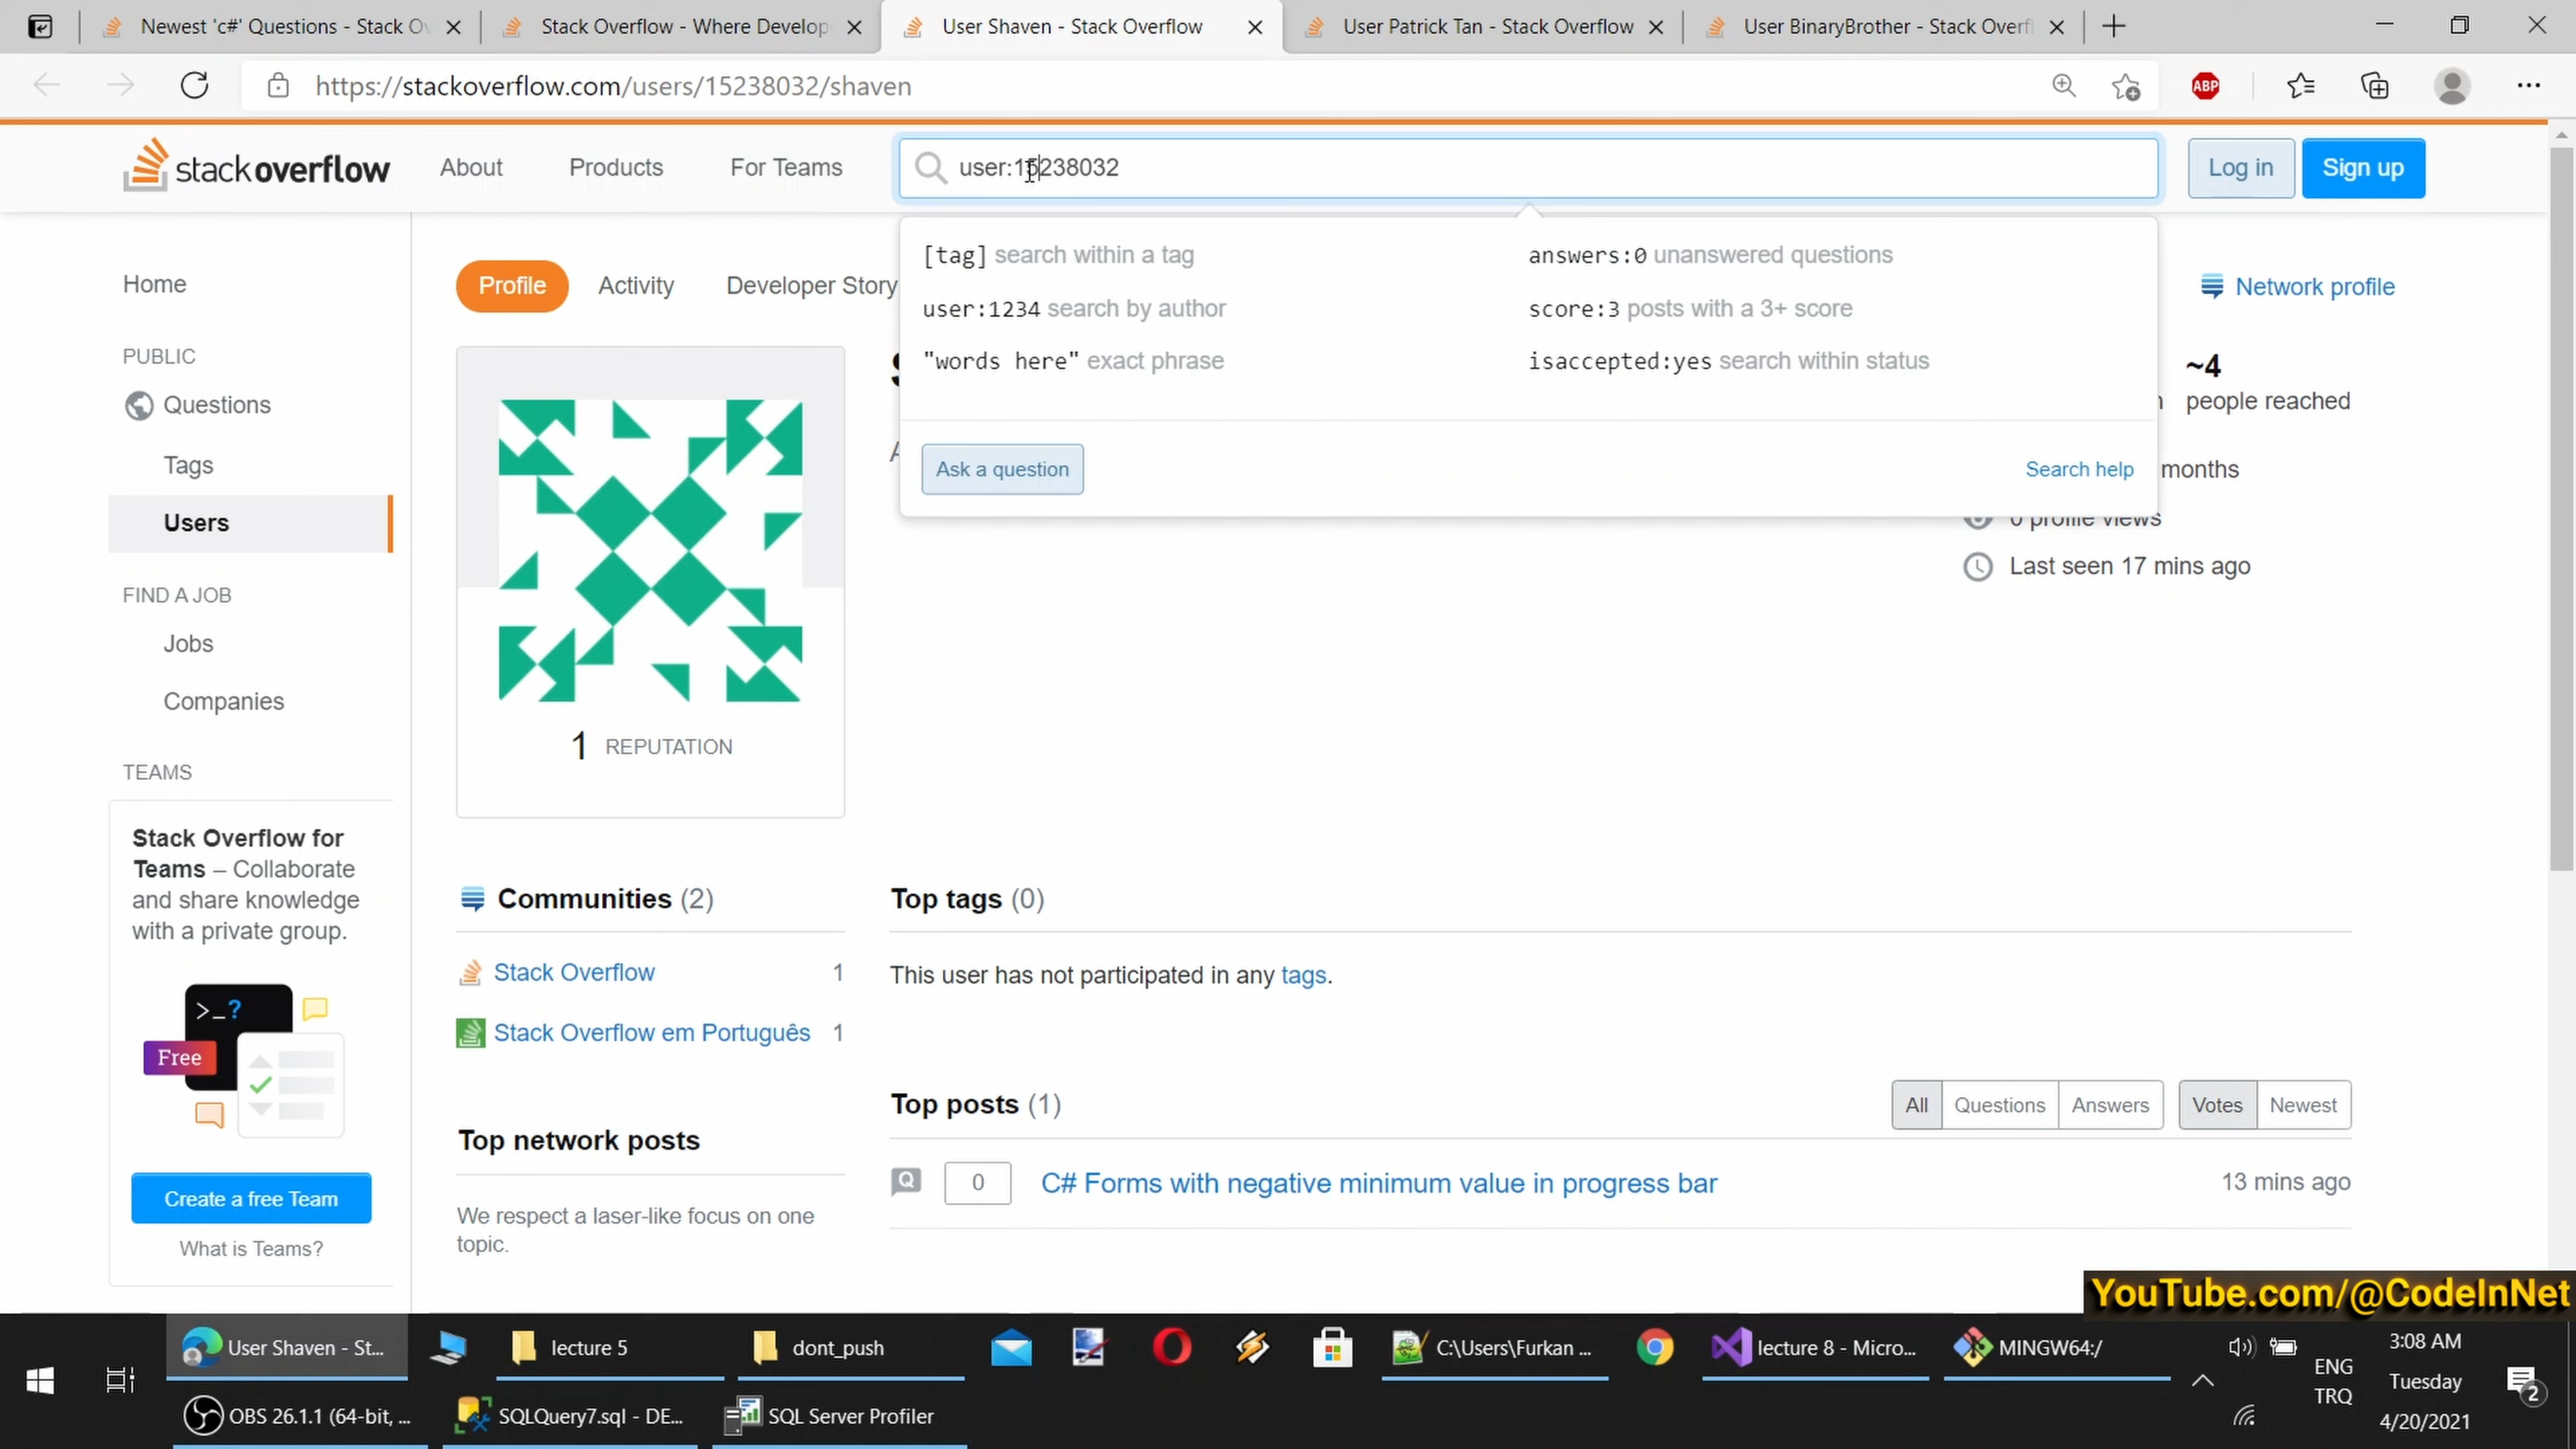 Newest 'c#' Questions - Stack O
Stack Overflow - Where Develop
User Shaven - Stack Overflow
User Patrick Tan - Stack Overflow
User BinaryBrother - Stack Overfl
https://stackoverflow.com/users/15238032/shaven
ABP
stackoverflow
About
Products
For Teams
user:15238032
Log in
Sign up
[tag] search within a tag
answers:0 unanswered questions
user:1234 search by author
score:3 posts with a 3+ score
"words here" exact phrase
isaccepted:yes search within status
Ask a question
Search help
Home
PUBLIC
Questions
Tags
Users
FIND A JOB
Jobs
Companies
TEAMS
Stack Overflow for
Teams – Collaborate
and share knowledge
with a private group.
>_?
Free
Create a free Team
What is Teams?
Profile
Activity
Developer Story
Network profile
~4
people reached
months
0 profile views
Last seen 17 mins ago
1 REPUTATION
Communities (2)
Stack Overflow 1
Stack Overflow em Português 1
Top network posts
We respect a laser-like focus on one
topic.
Top tags (0)
This user has not participated in any tags.
Top posts (1)
All
Questions
Answers
Votes
Newest
Q
0
C# Forms with negative minimum value in progress bar
13 mins ago
YouTube.com/@CodeInNet
User Shaven - St...
lecture 5
dont_push
C:\Users\Furkan ...
lecture 8 - Micro...
MINGW64:/
OBS 26.1.1 (64-bit, ...
SQLQuery7.sql - DE...
SQL Server Profiler
ENG
TRQ
3:08 AM
Tuesday
4/20/2021
2